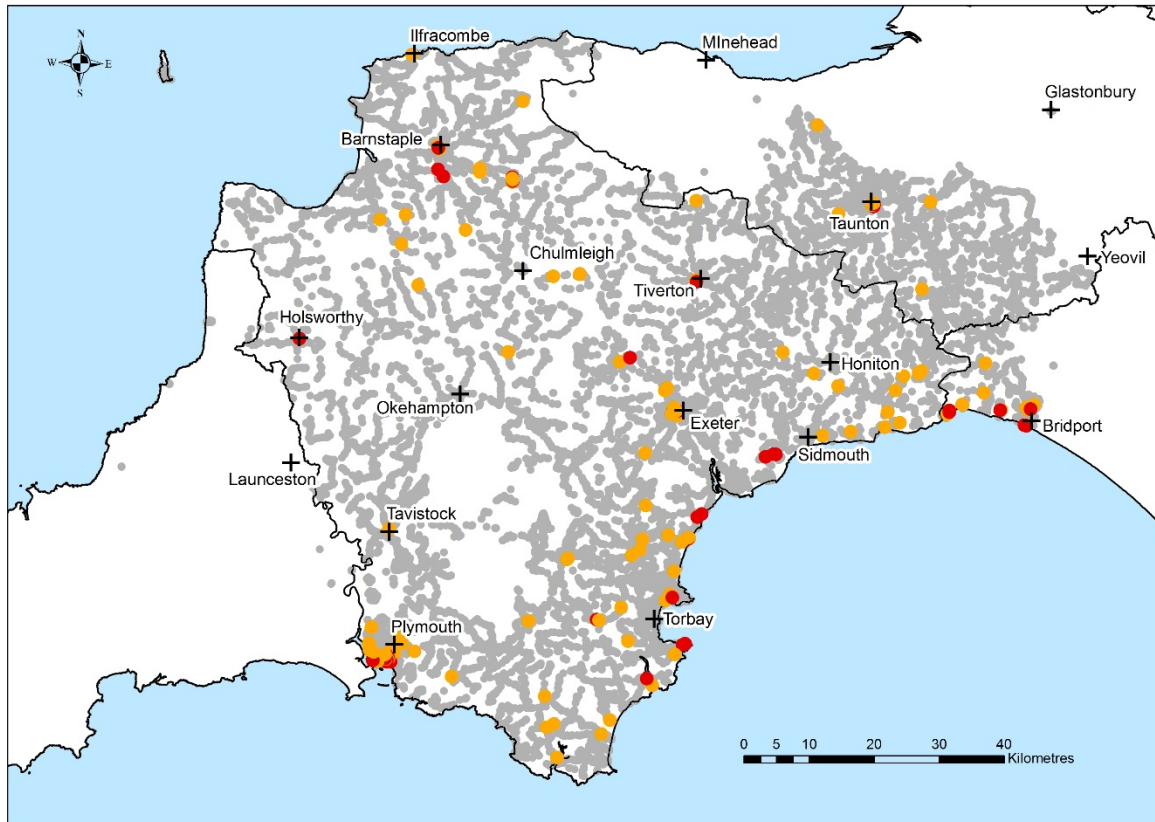 Ilfracombe
MInehead
N
W E
S
Glastonbury
Barnstaple
Taunton
Chulmleigh
Yeovil
Tiverton
Holsworthy
Honiton
Okehampton
Exeter
Bridport
Sidmouth
Launceston
Tavistock
Torbay
Plymouth
0 5 10 20 30 40
Kilometres